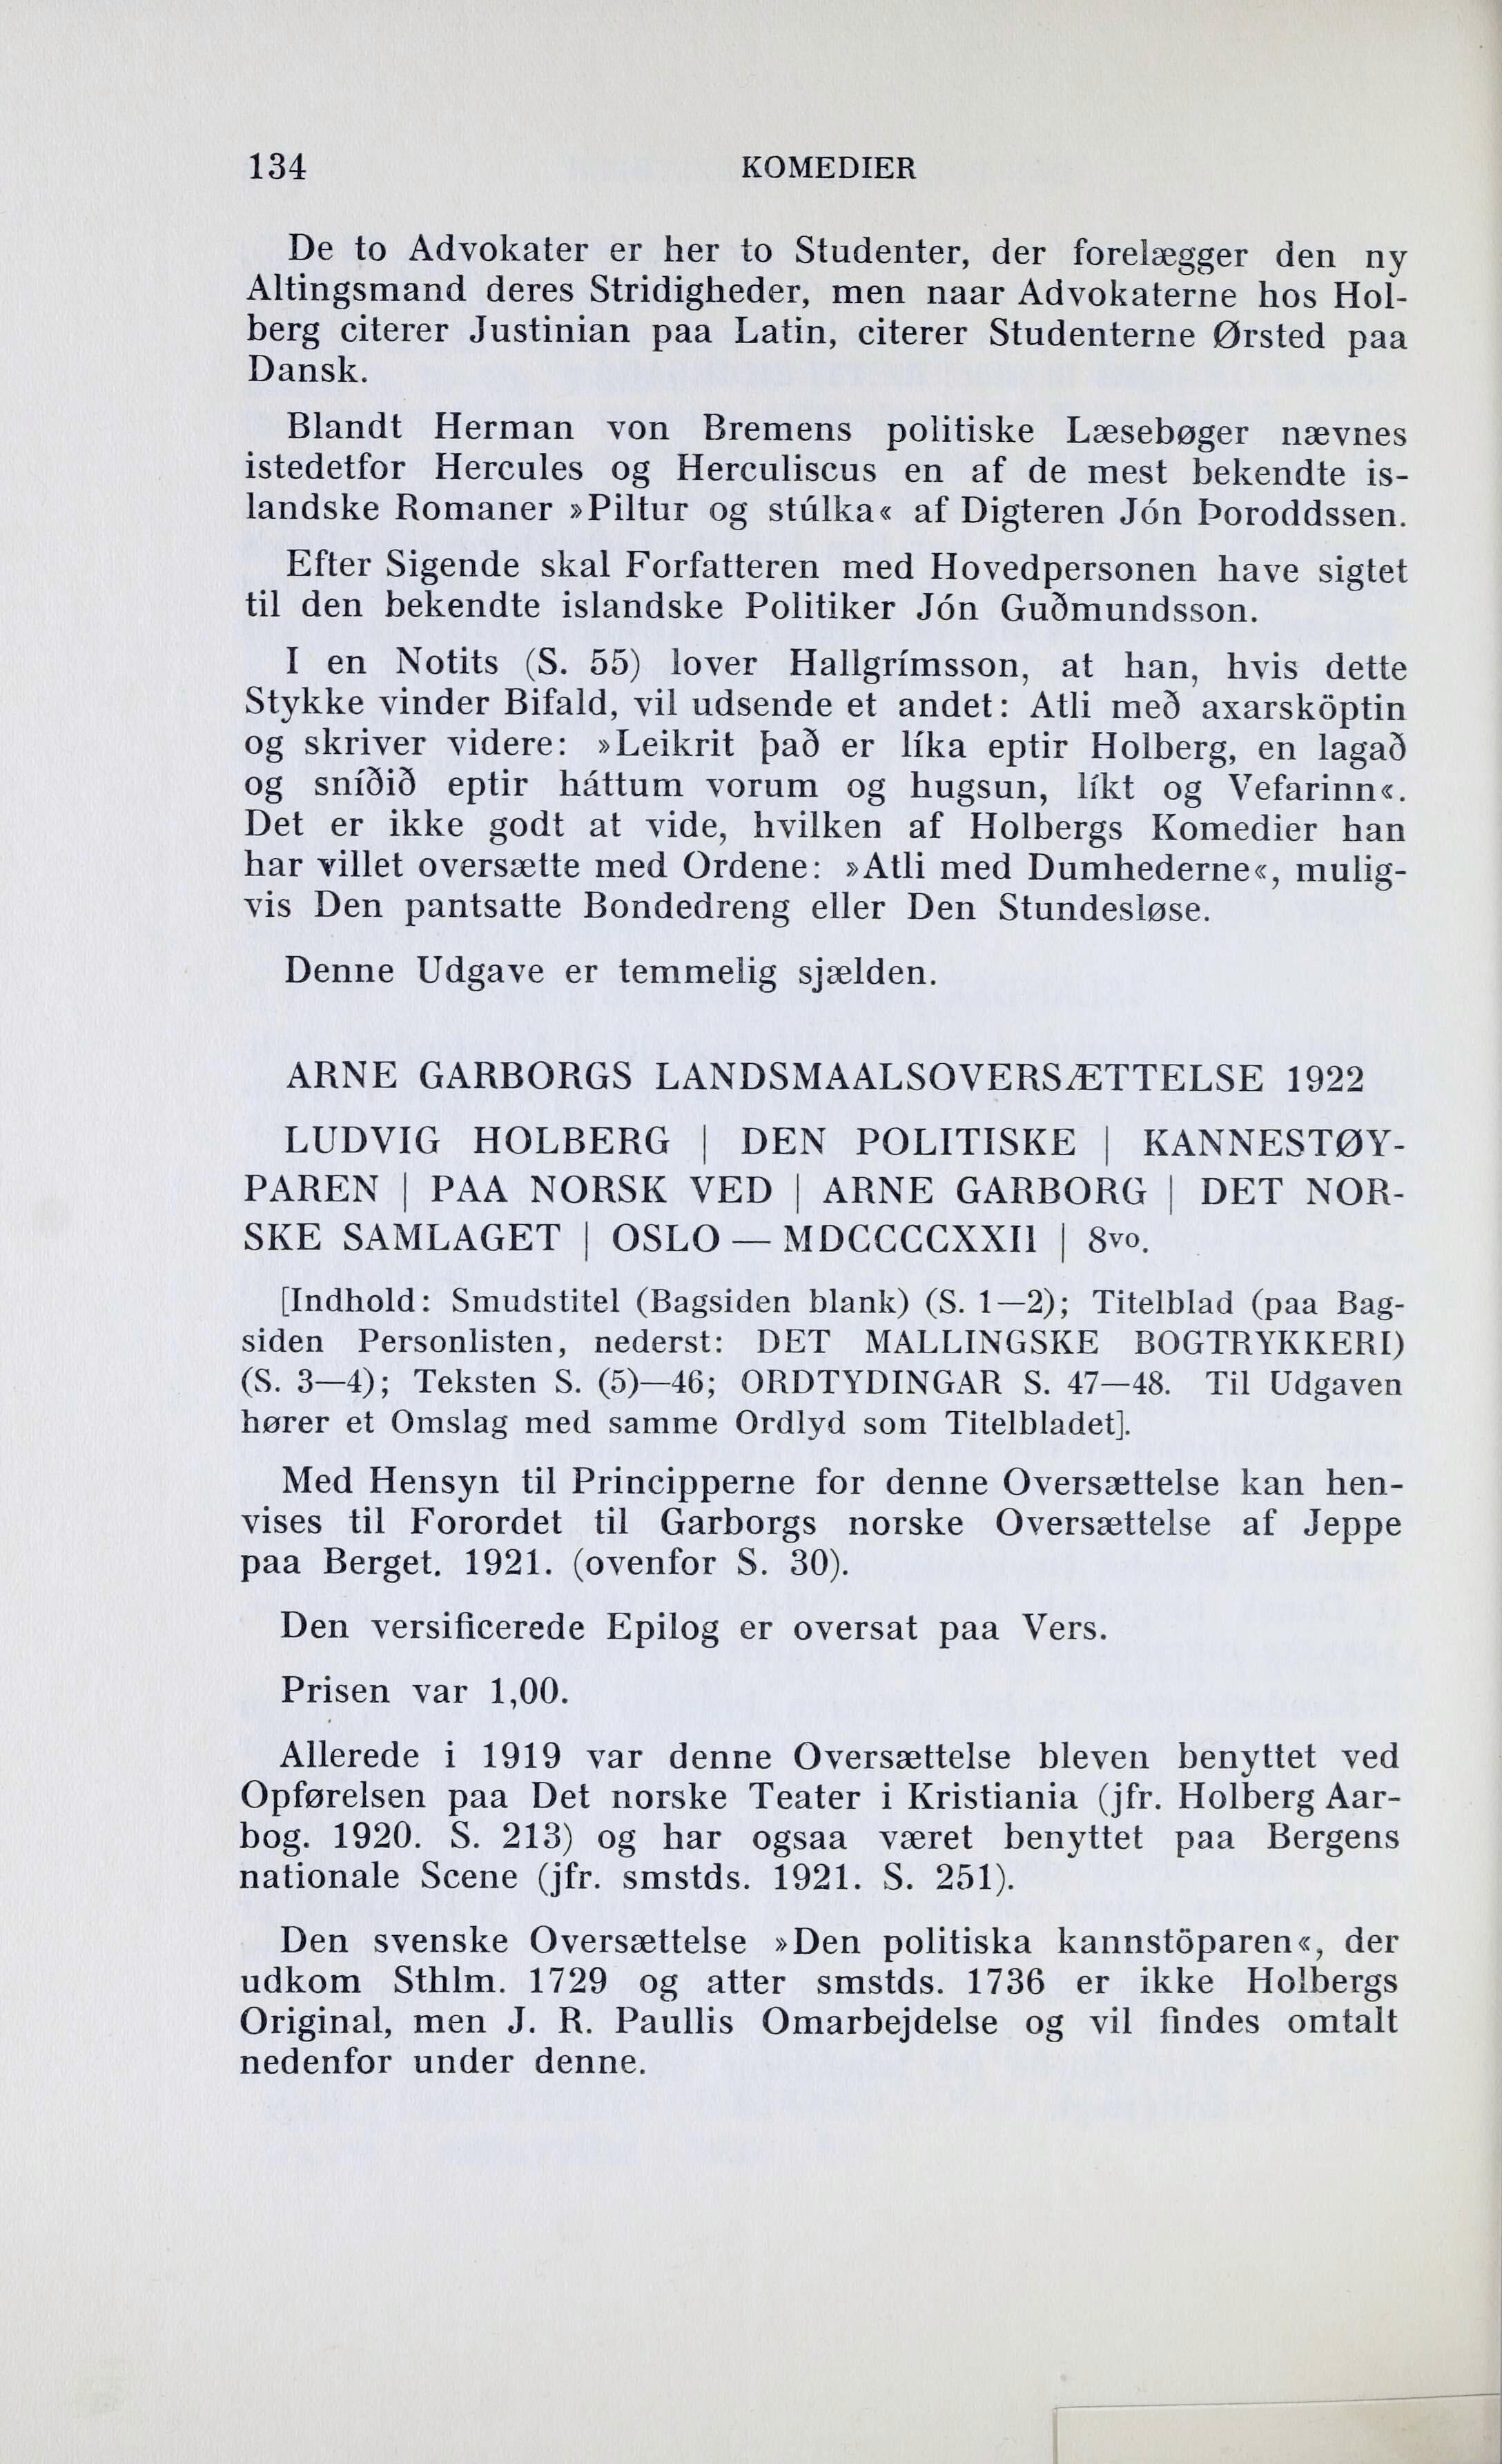 134 KOMEDIER
De to Advokater er her to Studenter, der forelægger den ny
Altingsmand deres Stridigheder, men naar Advokaterne hos Hol-
berg citerer Justinian paa Latin, citerer Studenterne Ørsted paa
Dansk.
Blandt Herman von Bremens politiske Læsebøger nævnes
istedetfor Hercules og Herculiscus en af de mest bekendte is-
landske Romaner »Piltur og stúlka« af Digteren Jón Þoroddssen.
Efter Sigende skal Forfatteren med Hovedpersonen have sigtet
til den bekendte islandske Politiker Jón Guðmundsson.
I en Notits (S. 55) lover Hallgrímsson, at han, hvis dette
Stykke vinder Bifald, vil udsende et andet: Atli með axarsköptin
og skriver videre: »Leikrit það er líka eptir Holberg, en lagað
og sníðið eptir háttum vorum og hugsun, líkt og Vefarinn«.
Det er ikke godt at vide, hvilken af Holbergs Komedier han
har villet oversætte med Ordene: »Atli med Dumhederne«, mulig-
vis Den pantsatte Bondedreng eller Den Stundesløse.
Denne Udgave er temmelig sjælden.
ARNE GARBORGS LANDSMAALSOVERSÆTTELSE 1922
LUDVIG HOLBERG | DEN POLITISKE | KANNESTØY-
PAREN | PAA NORSK VED | ARNE GARBORG | DET NOR-
SKE SAMLAGET | OSLO — MDCCCCXXII | 8vo.
[Indhold: Smudstitel (Bagsiden blank) (S. 1—2); Titelblad (paa Bag-
siden Personlisten, nederst: DET MALLINGSKE BOGTRYKKERI)
(S. 3—4); Teksten S. (5)—46; ORDTYDINGAR S. 47—48. Til Udgaven
hører et Omslag med samme Ordlyd som Titelbladet].
Med Hensyn til Principperne for denne Oversættelse kan hen-
vises til Forordet til Garborgs norske Oversættelse af Jeppe
paa Berget. 1921. (ovenfor S. 30).
Den versificerede Epilog er oversat paa Vers.
Prisen var 1,00.
Allerede i 1919 var denne Oversættelse bleven benyttet ved
Opførelsen paa Det norske Teater i Kristiania (jfr. Holberg Aar-
bog. 1920. S. 213) og har ogsaa været benyttet paa Bergens
nationale Scene (jfr. smstds. 1921. S. 251).
Den svenske Oversættelse »Den politiska kannstöparen«, der
udkom Sthlm. 1729 og atter smstds. 1736 er ikke Holbergs
Original, men J. R. Paullis Omarbejdelse og vil findes omtalt
nedenfor under denne.